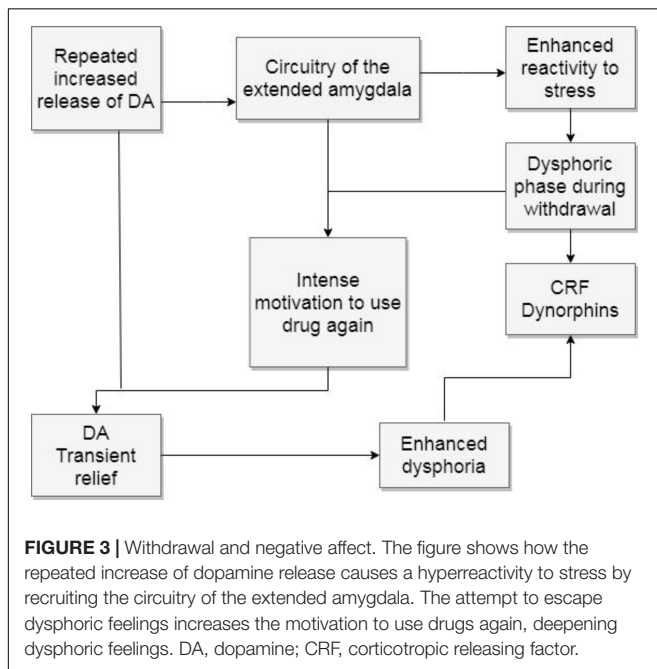 Repeated
increased
release of DA
Circuitry of the
extended amygdala
Enhanced
reactivity to
stress
Dysphoric
phase during
withdrawal
Intense
motivation to use
drug again
CRF
Dynorphins
DA
Transient
relief
Enhanced
dysphoria
FIGURE 3 | Withdrawal and negative affect. The figure shows how the
repeated increase of dopamine release causes a hyperreactivity to stress by
recruiting the circuitry of the extended amygdala. The attempt to escape
dysphoric feelings increases the motivation to use drugs again, deepening
dysphoric feelings. DA, dopamine; CRF, corticotropic releasing factor.